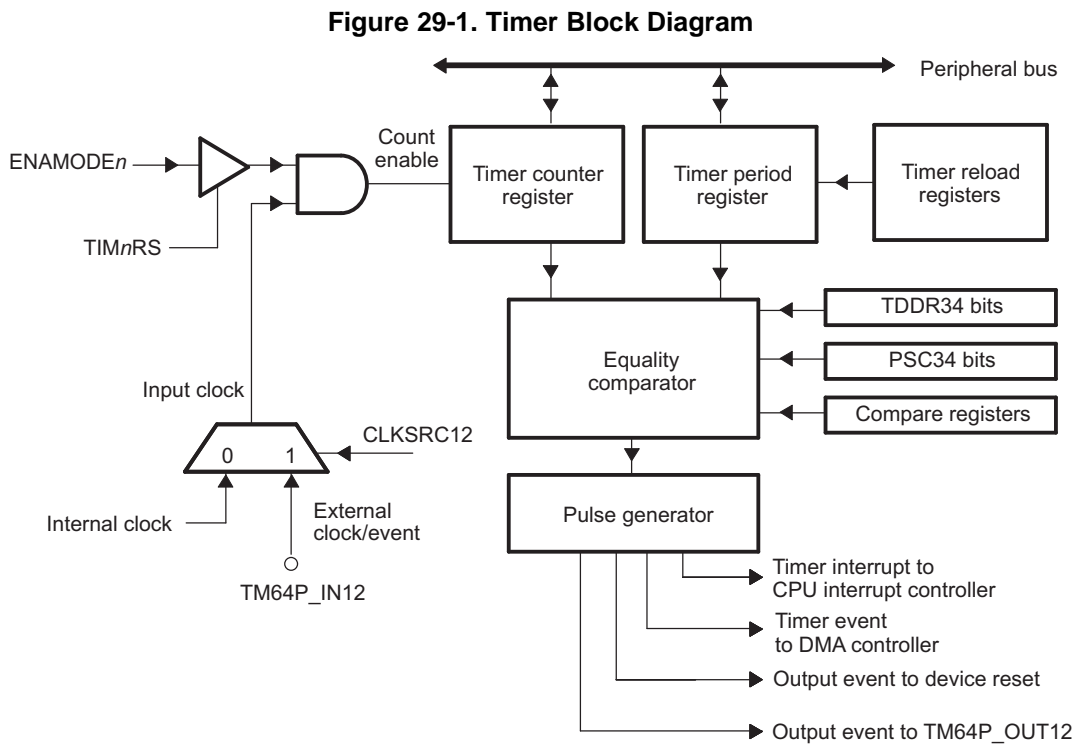 Figure 29-1. Timer Block Diagram
Peripheral bus
ENAMODEn
Count
enable
Timer counter
register
Timer period
register
Timer reload
registers
TIMnRS
TDDR34 bits
Equality
comparator
PSC34 bits
Input clock
Compare registers
CLKSRC12
0 1
Internal clock
External
clock/event
Pulse generator
TM64P_IN12
Timer interrupt to
CPU interrupt controller
Timer event
to DMA controller
Output event to device reset
Output event to TM64P_OUT12